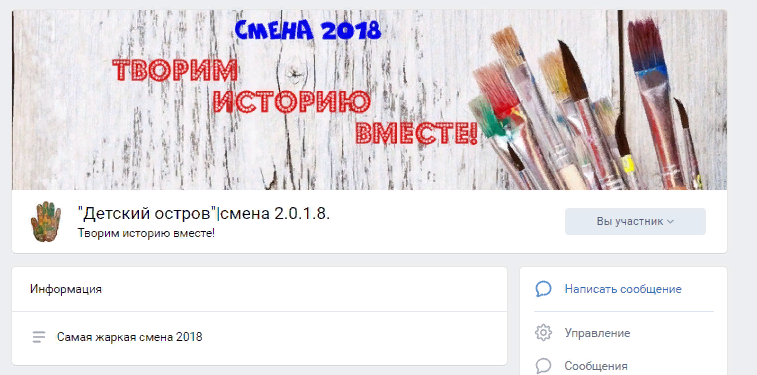 СМЕНА 2018
ТВОРИМ
ИСТОРИЮ
ВМЕСТЕ!
"Детский остров"|смена 2.0.1.8.
Творим историю вместе!
Вы участник
Информация
Самая жаркая смена 2018
Написать сообщение
Управление
Сообщения